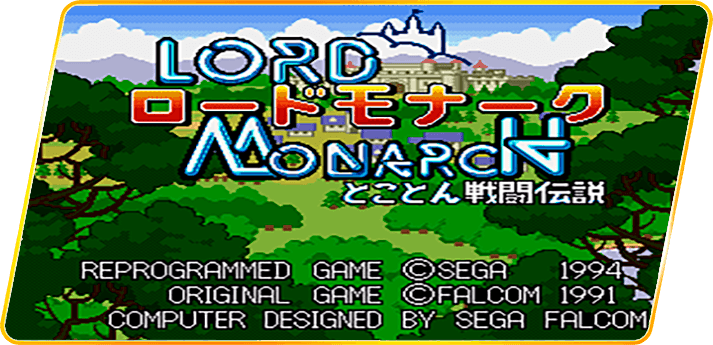 LORD
ロードモナーク
MONARCH
とことん戦闘伝説
REPROGRAMMED GAME ©SEGA 1994
ORIGINAL GAME ©FALCOM 1991
COMPUTER DESIGNED BY SEGA FALCOM